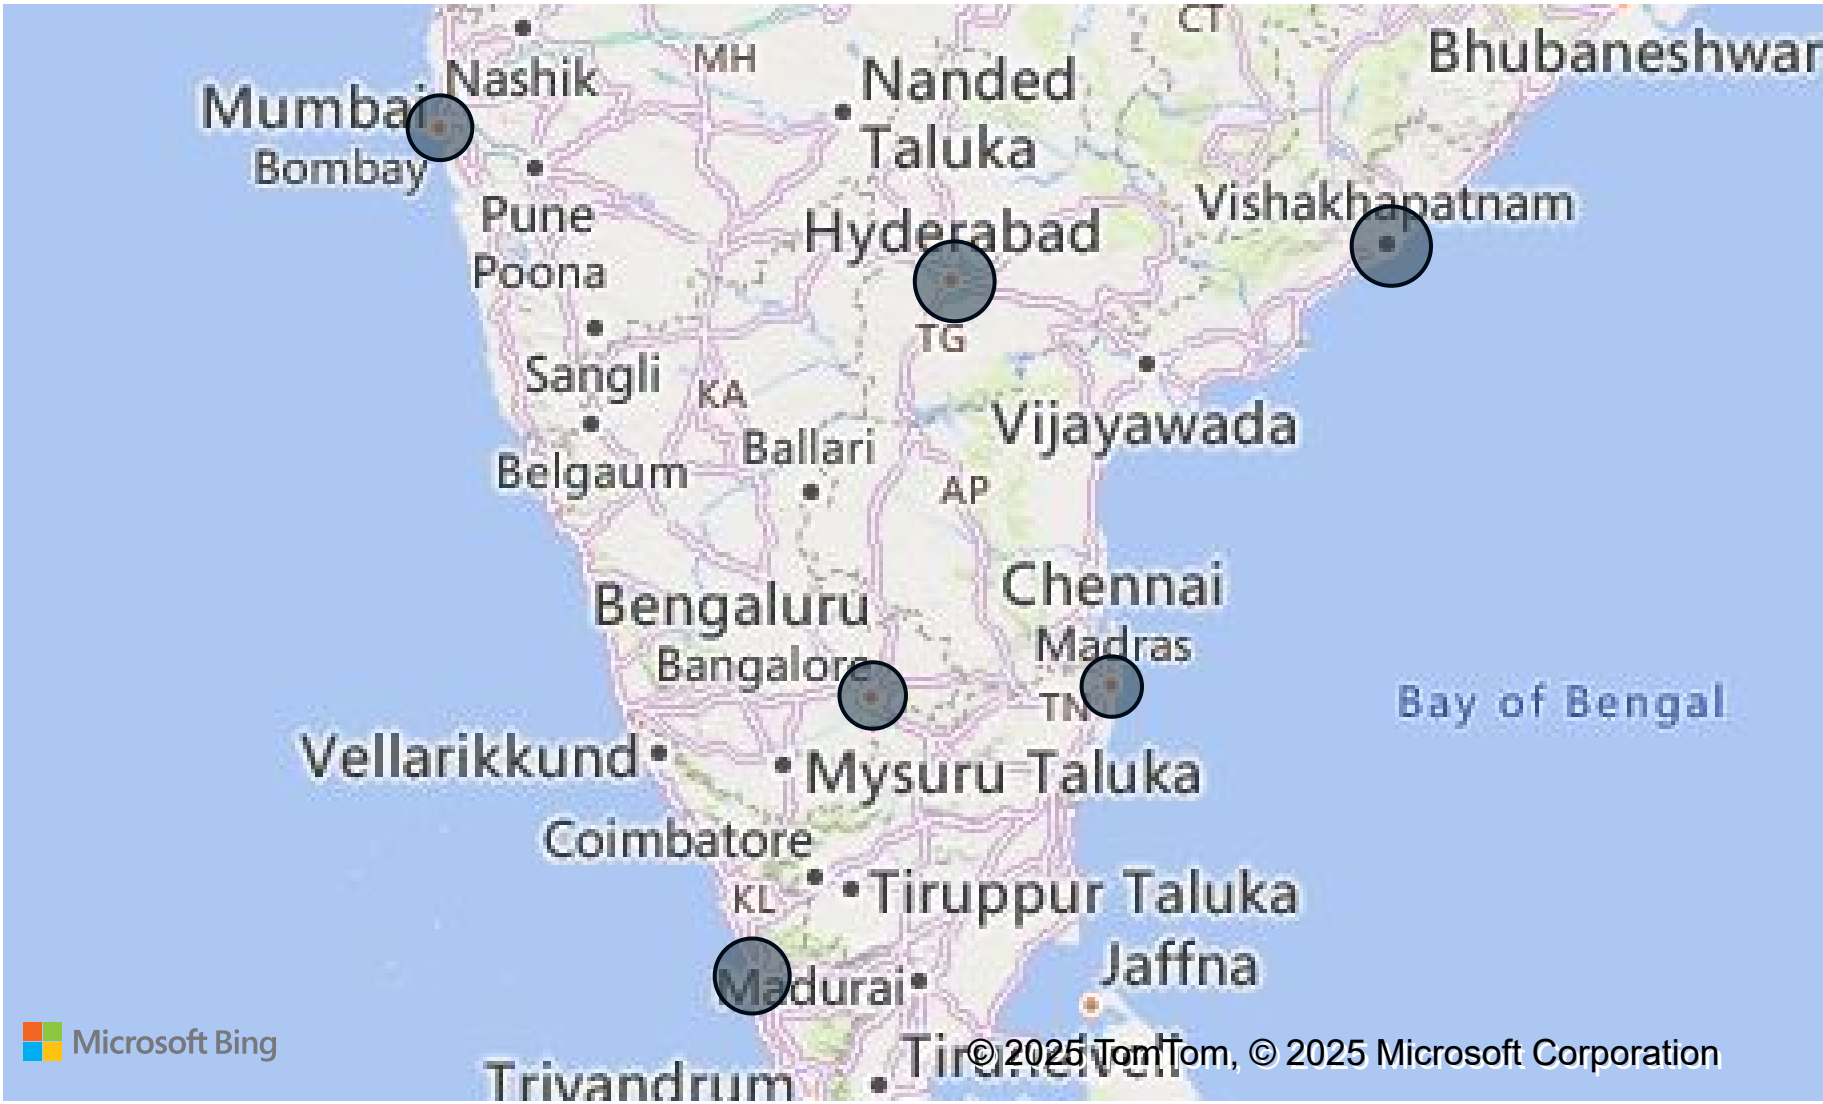 CT
Bhubaneshwar
MH
Nashik
Nanded
Taluka
Mumbai
Bombay
Pune
Poona
Hyderabad
Vishakhapatnam
TG
Sangli
KA
Vijayawada
Ballari
Belgaum
AP
Chennai
Madras
Bengaluru
Bangalore
TN
Bay of Bengal
Vellarikkund
Mysuru Taluka
Coimbatore
KL
Tiruppur Taluka
Jaffna
Madurai
Microsoft Bing
Tirunelveli
© 2025 TomTom, © 2025 Microsoft Corporation
Trivandrum